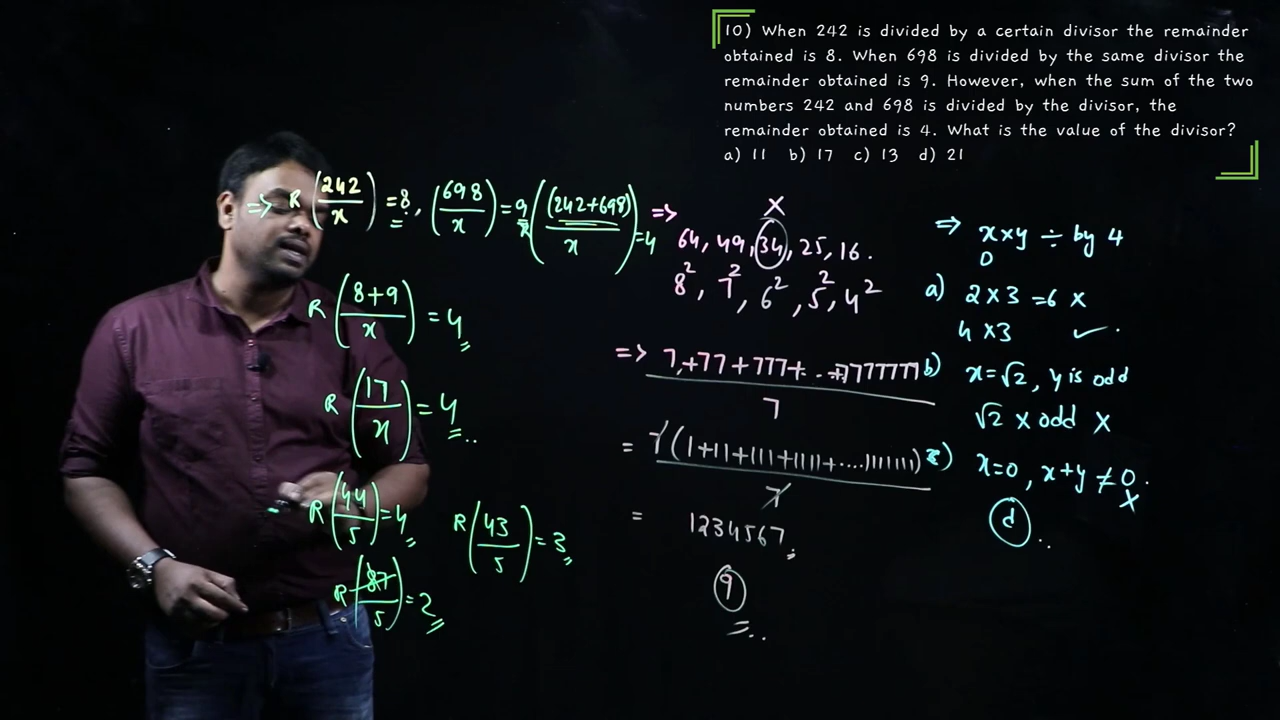 10) When 242 is divided by a certain divisor the remainder
obtained is 8. When 698 is divided by the same divisor the
remainder obtained is 9. However, when the sum of the two
numbers 242 and 698 is divided by the divisor, the
remainder obtained is 4. What is the value of the divisor?
a) 11 b) 17 c) 13 d) 21
=> R(242/x) = 8, (698/x) = 9 R((242+698)/x) = 4
R((8+9)/x) = 4
R(17/x) = 4..
R(44/5) = 4
R(43/5) = 3
R(87/5) = 2
=> X
64, 49, 34, 25, 16.
8², 7², 6², 5², 4²
=> 7,+77+777+...+7777777
7
= 7(1+11+111+1111+....1111111)
7
= 1234567,
9
=..
=> x×y ÷ by 4
0
a) 2×3 =6 x
4×3 ✓.
b) x=√2, y is odd
√2 × odd X
c) x=0, x+y ≠ 0.
X
d ..